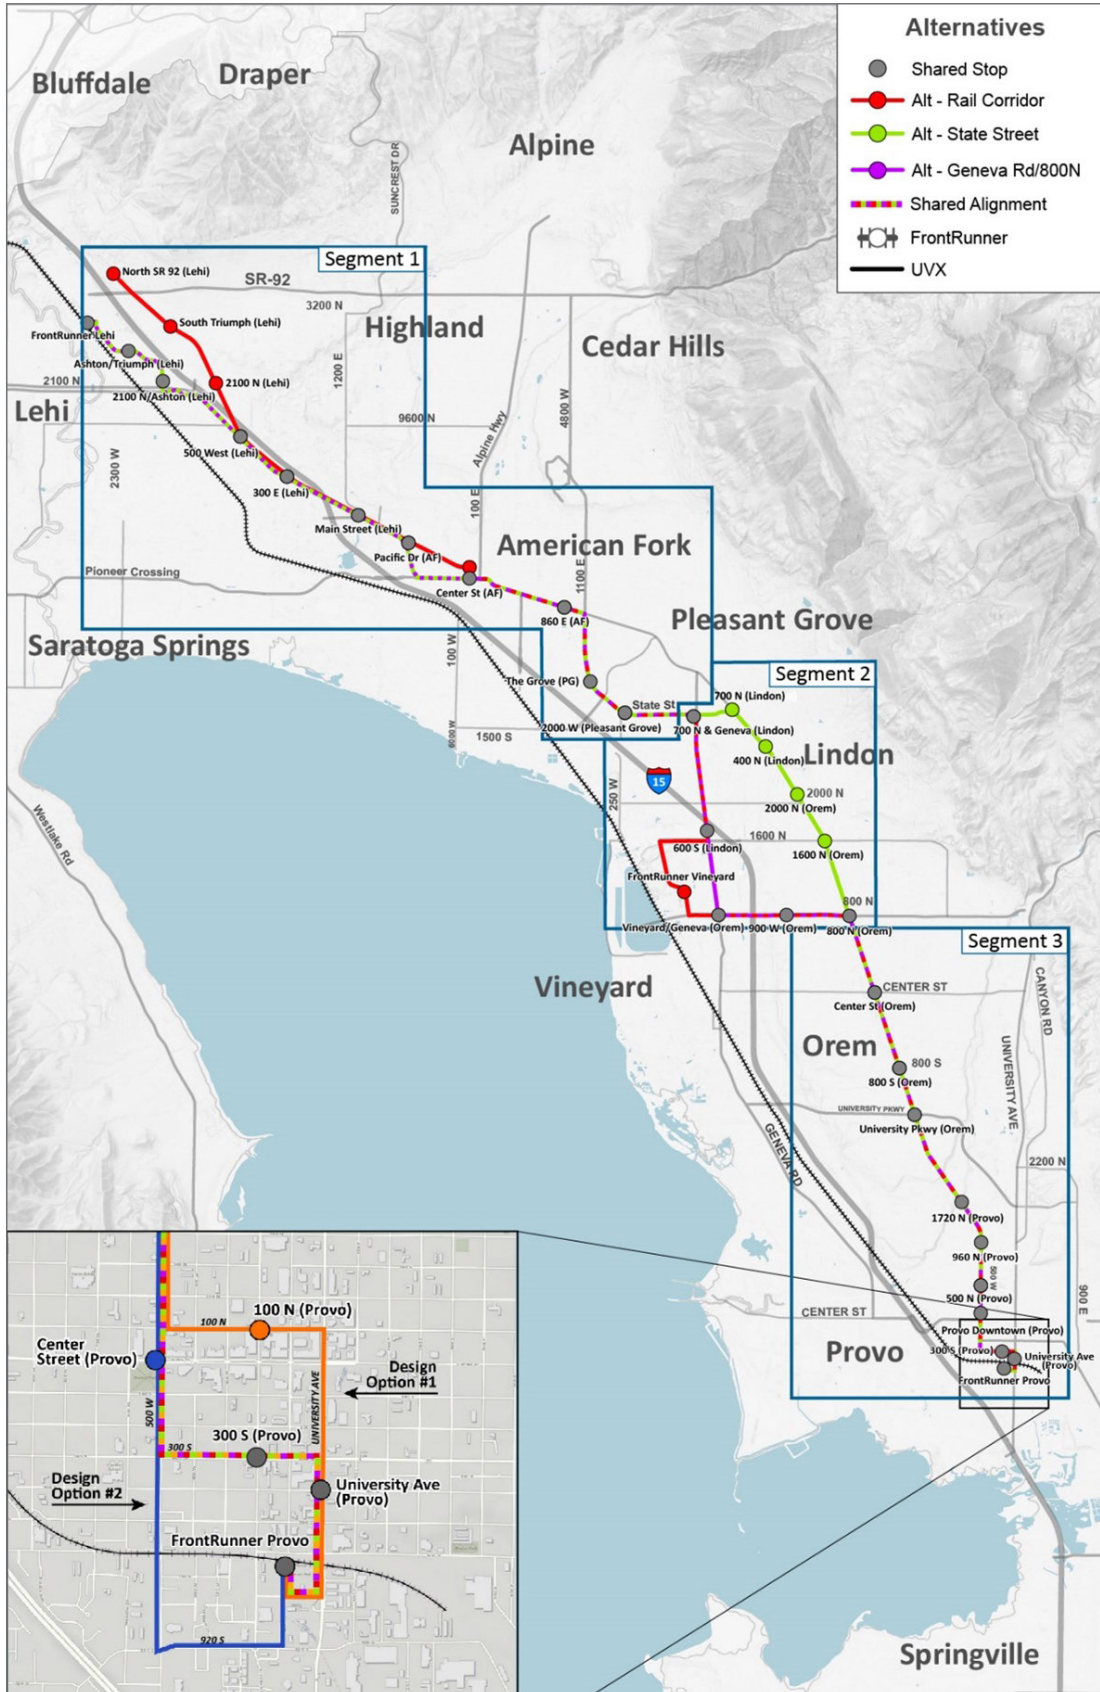 Bluffdale
Draper
Alpine
Alternatives
Shared Stop
Alt - Rail Corridor
Alt - State Street
Alt - Geneva Rd/800N
Shared Alignment
FrontRunner
UVX
SUNCREST DR
Segment 1
North SR 92 (Lehi)
SR-92
3200 N
South Triumph (Lehi)
Highland
FrontRunner Lehi
Cedar Hills
Ashton/Triumph (Lehi)
1200 E
2100 N
2100 N (Lehi)
2100 N/Ashton (Lehi)
4800 W
Lehi
9600 N
Alpine Hwy
500 West (Lehi)
2300 W
300 E (Lehi)
100 E
Main Street (Lehi)
American Fork
Pacific Dr (AF)
Pioneer Crossing
1100 E
Center St (AF)
860 E (AF)
Pleasant Grove
Saratoga Springs
100 W
Segment 2
The Grove (PG)
700 N (Lindon)
State St
2000 W (Pleasant Grove)
700 N & Geneva (Lindon)
6000 W
1500 S
400 N (Lindon)
Lindon
15
250 W
2000 N
2000 N (Orem)
Westlake Rd
1600 N
600 S (Lindon)
1600 N (Orem)
FrontRunner Vineyard
800 N
Vineyard/Geneva (Orem)
900 W (Orem)
800 N (Orem)
Segment 3
Vineyard
CENTER ST
Center St (Orem)
CANYON RD
Orem
UNIVERSITY AVE
800 S
800 S (Orem)
UNIVERSITY PKWY
University Pkwy (Orem)
GENEVA RD
2200 N
1720 N (Provo)
960 N (Provo)
500 W
500 N (Provo)
900 E
CENTER ST
Provo Downtown (Provo)
Provo
300 S (Provo)
University Ave
(Provo)
FrontRunner Provo
100 N (Provo)
100 N
Center
Street (Provo)
Design
Option #1
500 W
UNIVERSITY AVE
300 S (Provo)
300 S
Design
Option #2
University Ave
(Provo)
FrontRunner Provo
920 S
Springville